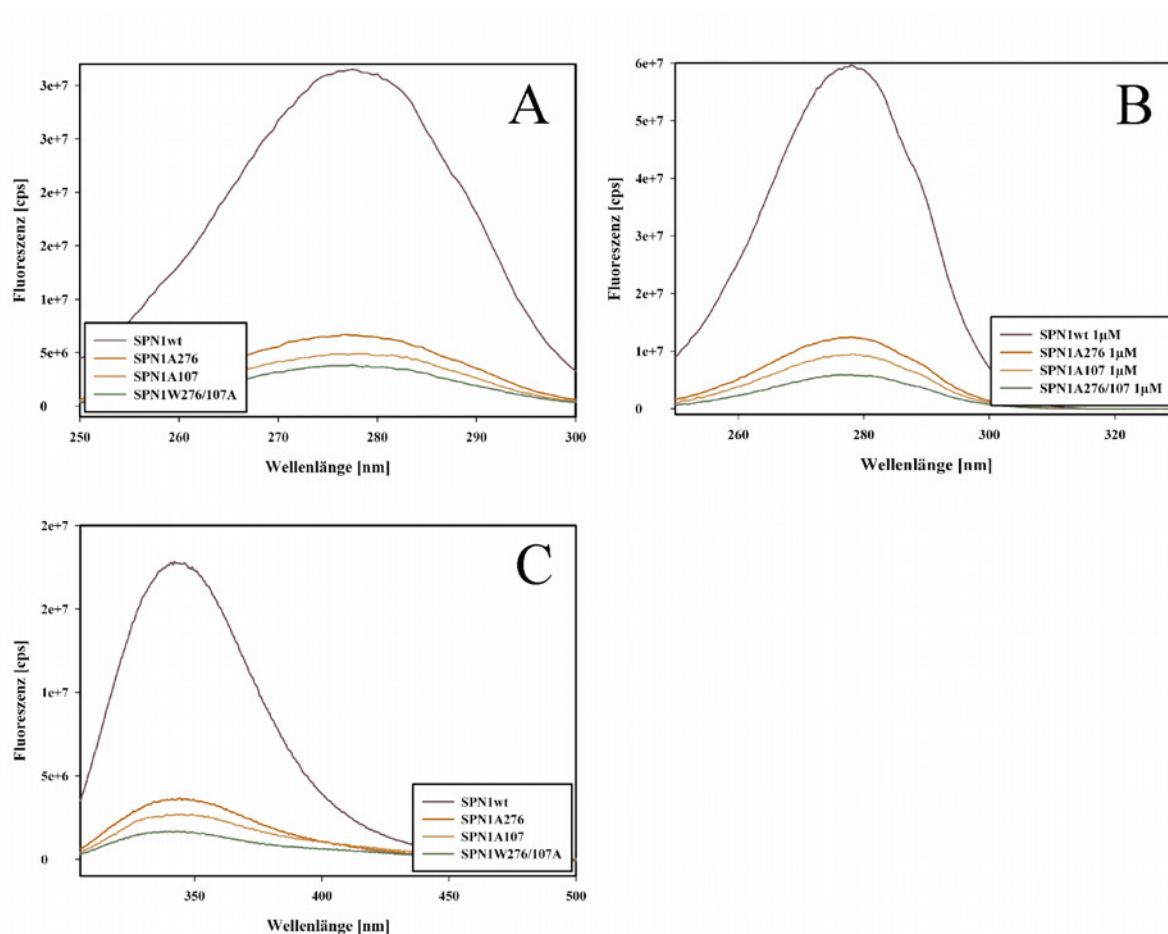 A
Fluoreszenz [cps]
3e+7
3e+7
2e+7
2e+7
1e+7
5e+6
0
SPN1wt
SPN1A276
SPN1A107
SPN1W276/107A
250
260
270
280
290
300
Wellenlänge [nm]
B
Fluoreszenz [cps]
6e+7
5e+7
4e+7
3e+7
2e+7
1e+7
0
SPN1wt 1µM
SPN1A276 1µM
SPN1A107 1µM
SPN1A276/107 1µM
260
280
300
320
Wellenlänge [nm]
C
Fluoreszenz [cps]
2e+7
2e+7
1e+7
5e+6
0
SPN1wt
SPN1A276
SPN1A107
SPN1W276/107A
350
400
450
500
Wellenlänge [nm]